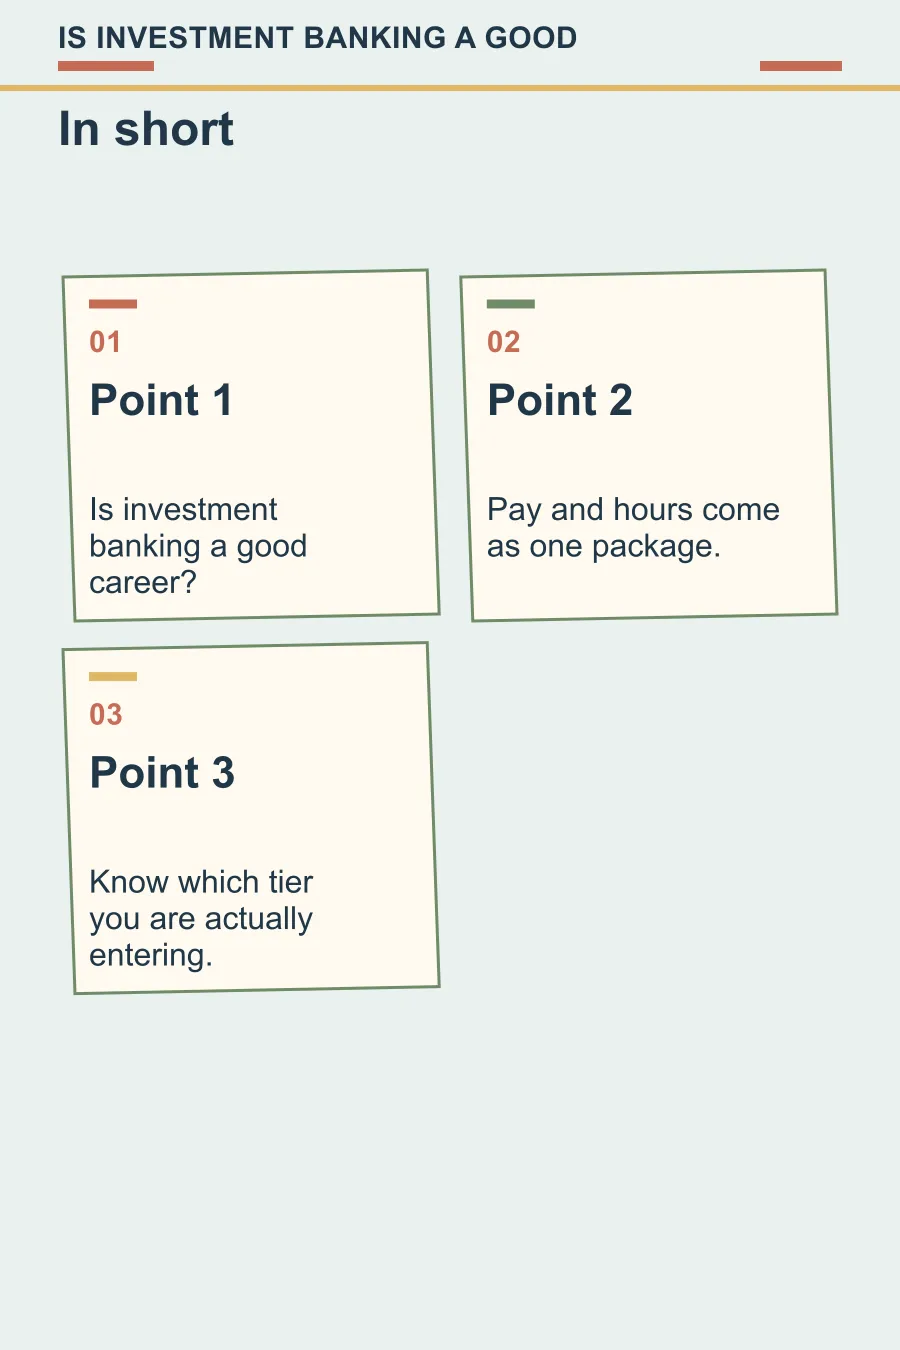 IS INVESTMENT BANKING A GOOD
In short
01
Point 1
Is investment
banking a good
career?
02
Point 2
Pay and hours come
as one package.
03
Point 3
Know which tier
you are actually
entering.